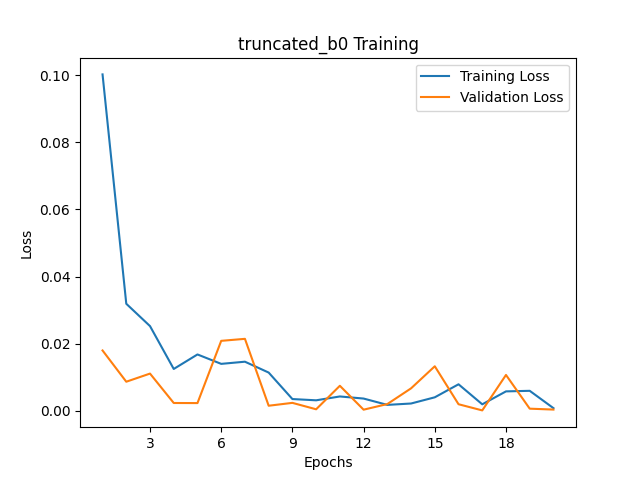 truncated_b0 Training
Training Loss
Validation Loss
0.10
0.08
0.06
0.04
0.02
0.00
Loss
3 6 9 12 15 18
Epochs